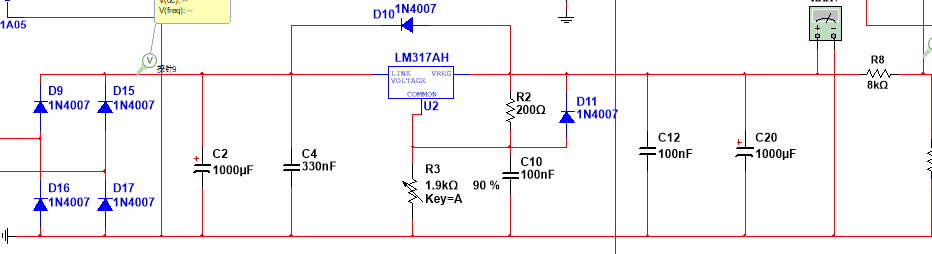 V(freq): --
1A05
D10
1N4007
探针9
LM317AH
LINE
VOLTAGE
VREG
COMMON
U2
D9
1N4007
D15
1N4007
R2
200Ω
D11
1N4007
R8
8kΩ
C2
1000µF
C4
330nF
C10
100nF
C12
100nF
C20
1000µF
R3
1.9kΩ
Key=A
90 %
D16
1N4007
D17
1N4007